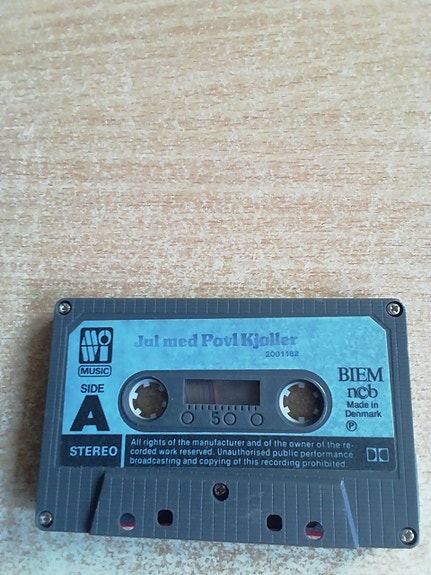 Jul med Povl Kjøller
2001182
MOWI
MUSIC
SIDE
A
BIEM
ncb
Made in
Denmark
Ⓟ
50
STEREO
All rights of the manufacturer and of the owner of the re-
corded work reserved. Unauthorised public performance
broadcasting and copying of this recording prohibited.